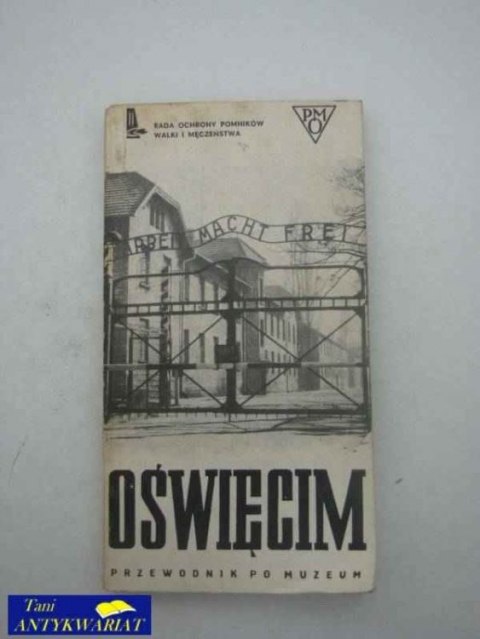 RADA OCHRONY POMNIKÓW
WALKI I MĘCZEŃSTWA
PMO
ARBEIT MACHT FREI
OŚWIĘCIM
PRZEWODNIK PO MUZEUM
Tani
ANTYKWARIAT